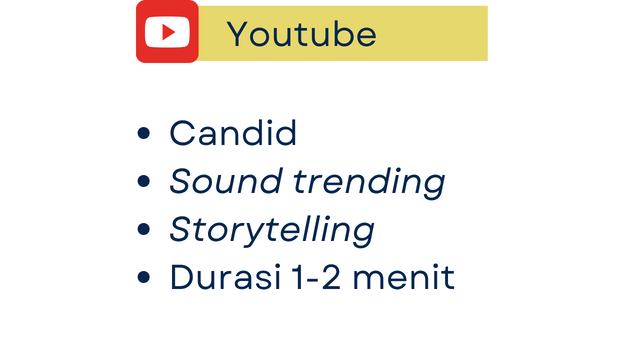 Youtube
• Candid
• Sound trending
• Storytelling
• Durasi 1-2 menit